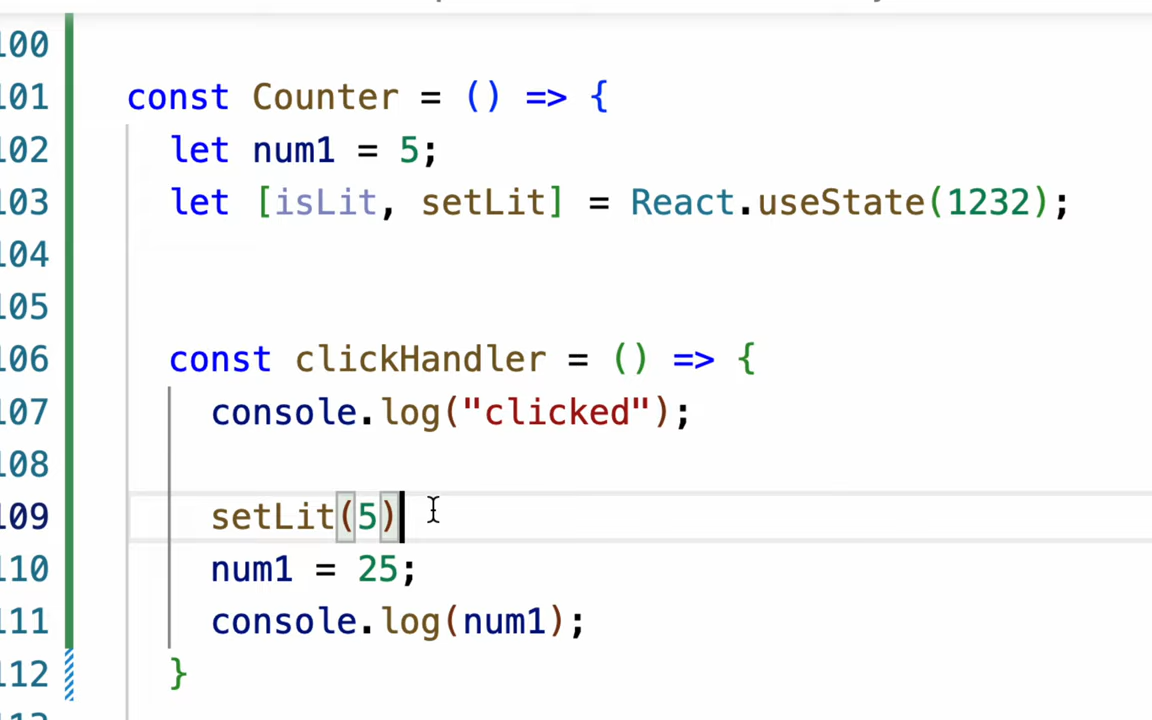 100
101 const Counter = () => {
102 let num1 = 5;
103 let [isLit, setLit] = React.useState(1232);
104
105
106 const clickHandler = () => {
107 console.log("clicked");
108
109 setLit(5)
110 num1 = 25;
111 console.log(num1);
112 }